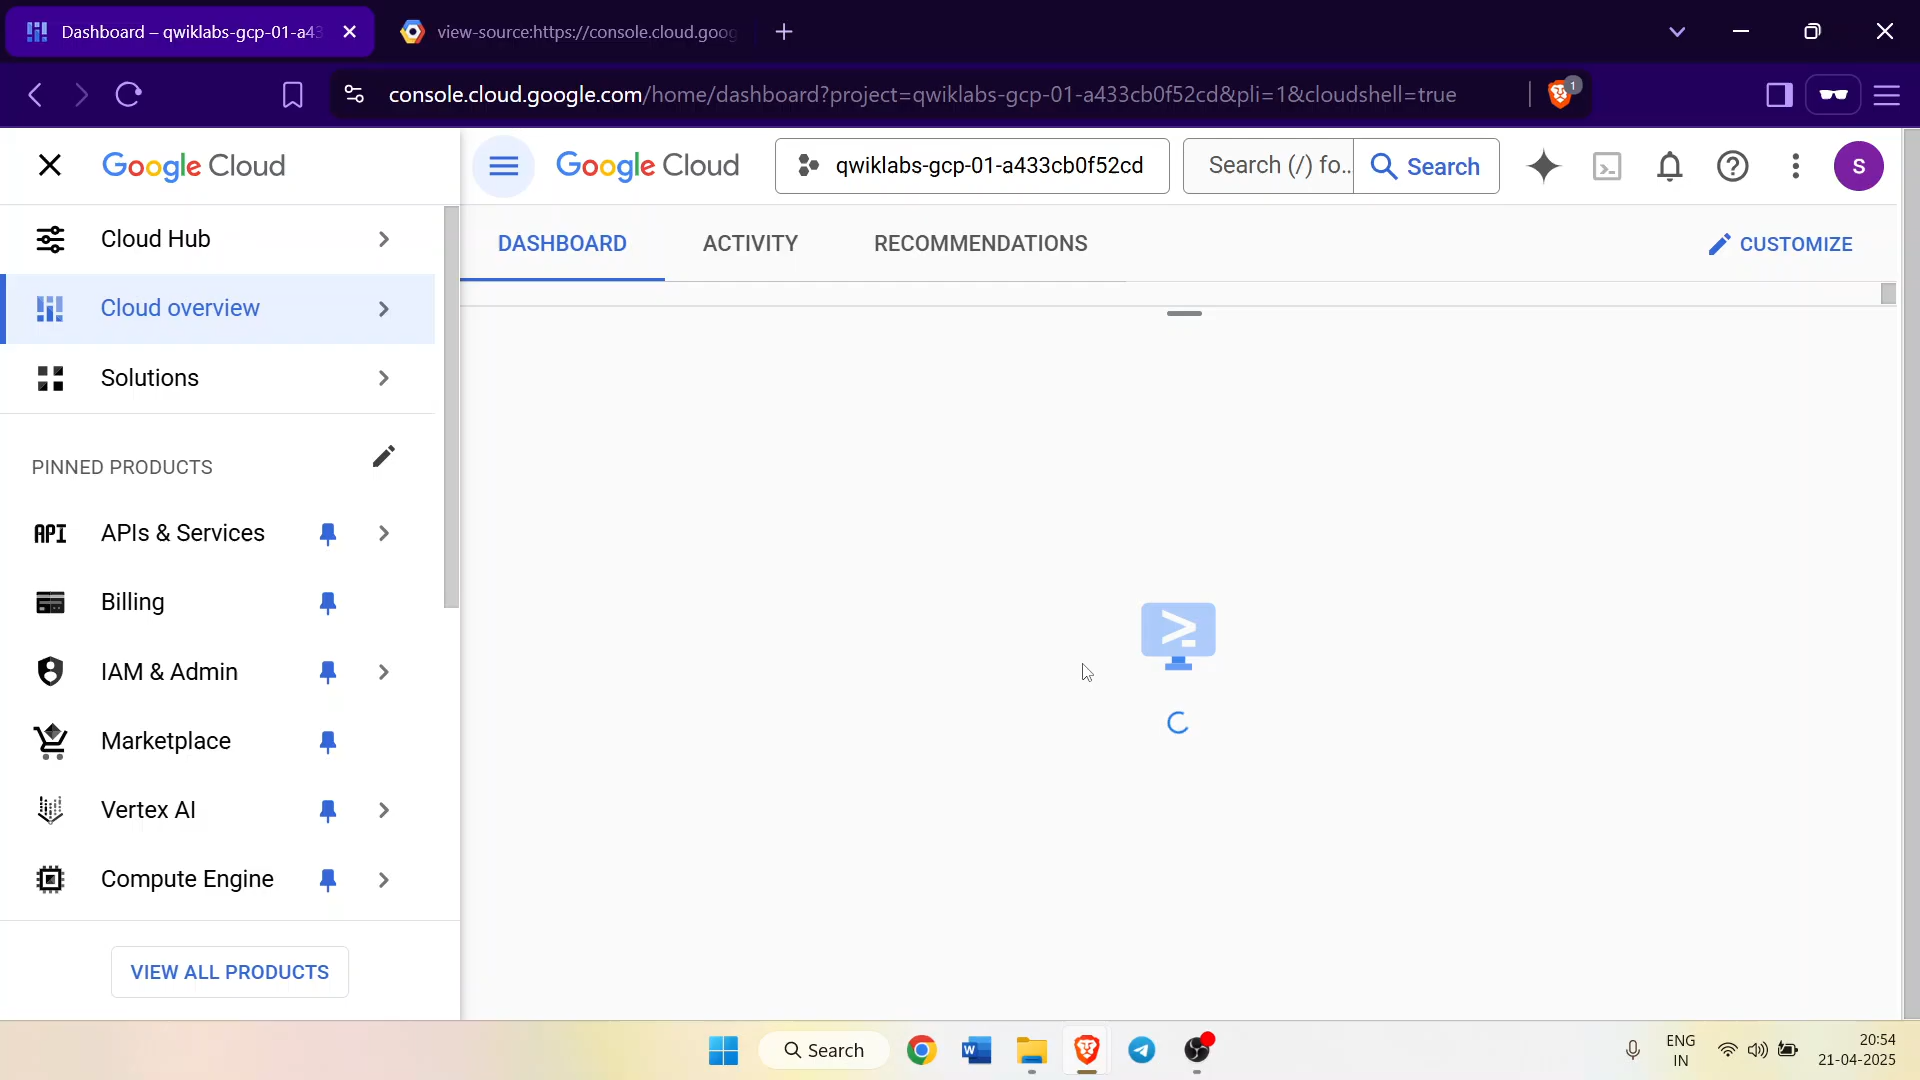 Dashboard – qwiklabs-gcp-01-a43
view-source:https://console.cloud.goog
console.cloud.google.com/home/dashboard?project=qwiklabs-gcp-01-a433cb0f52cd&pli=1&cloudshell=true
1
Google Cloud
Google Cloud
qwiklabs-gcp-01-a433cb0f52cd
Search (/) fo...
Search
S
Cloud Hub
DASHBOARD
ACTIVITY
RECOMMENDATIONS
CUSTOMIZE
Cloud overview
Solutions
PINNED PRODUCTS
API
APIs & Services
Billing
IAM & Admin
Marketplace
Vertex AI
Compute Engine
VIEW ALL PRODUCTS
Search
ENG
IN
20:54
21-04-2025